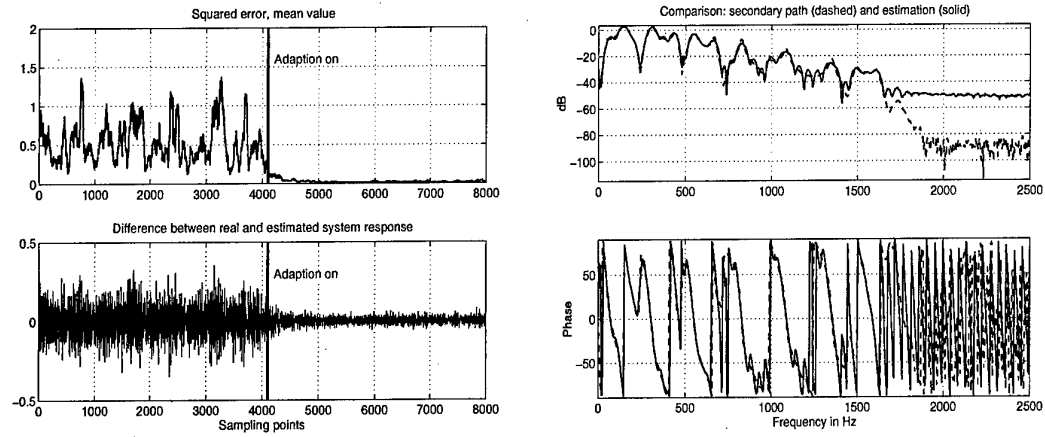 Squared error, mean value
2
1.5
1
0.5
0
Adaption on
0 1000 2000 3000 4000 5000 6000 7000 8000
Difference between real and estimated system response
0.5
0
-0.5
Adaption on
0 1000 2000 3000 4000 5000 6000 7000 8000
Sampling points
Comparison: secondary path (dashed) and estimation (solid)
dB
0
-20
-40
-60
-80
-100
0 500 1000 1500 2000 2500
Phase
50
0
-50
0 500 1000 1500 2000 2500
Frequency in Hz